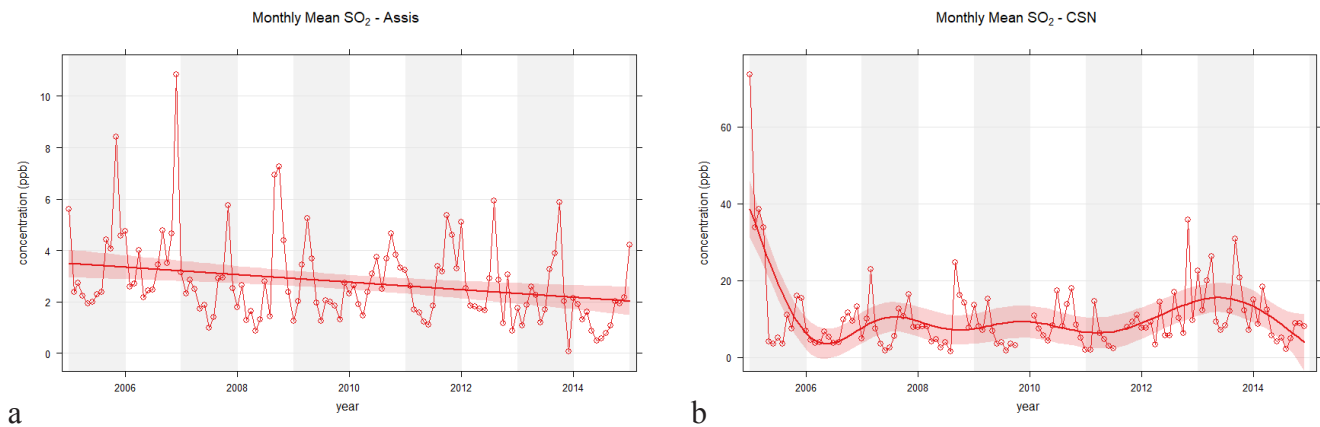 Monthly Mean SO₂ - Assis
concentration (ppb)
10
8
6
4
2
0
2006
2008
2010
2012
2014
year
a
Monthly Mean SO₂ - CSN
concentration (ppb)
60
40
20
0
2006
2008
2010
2012
2014
year
b